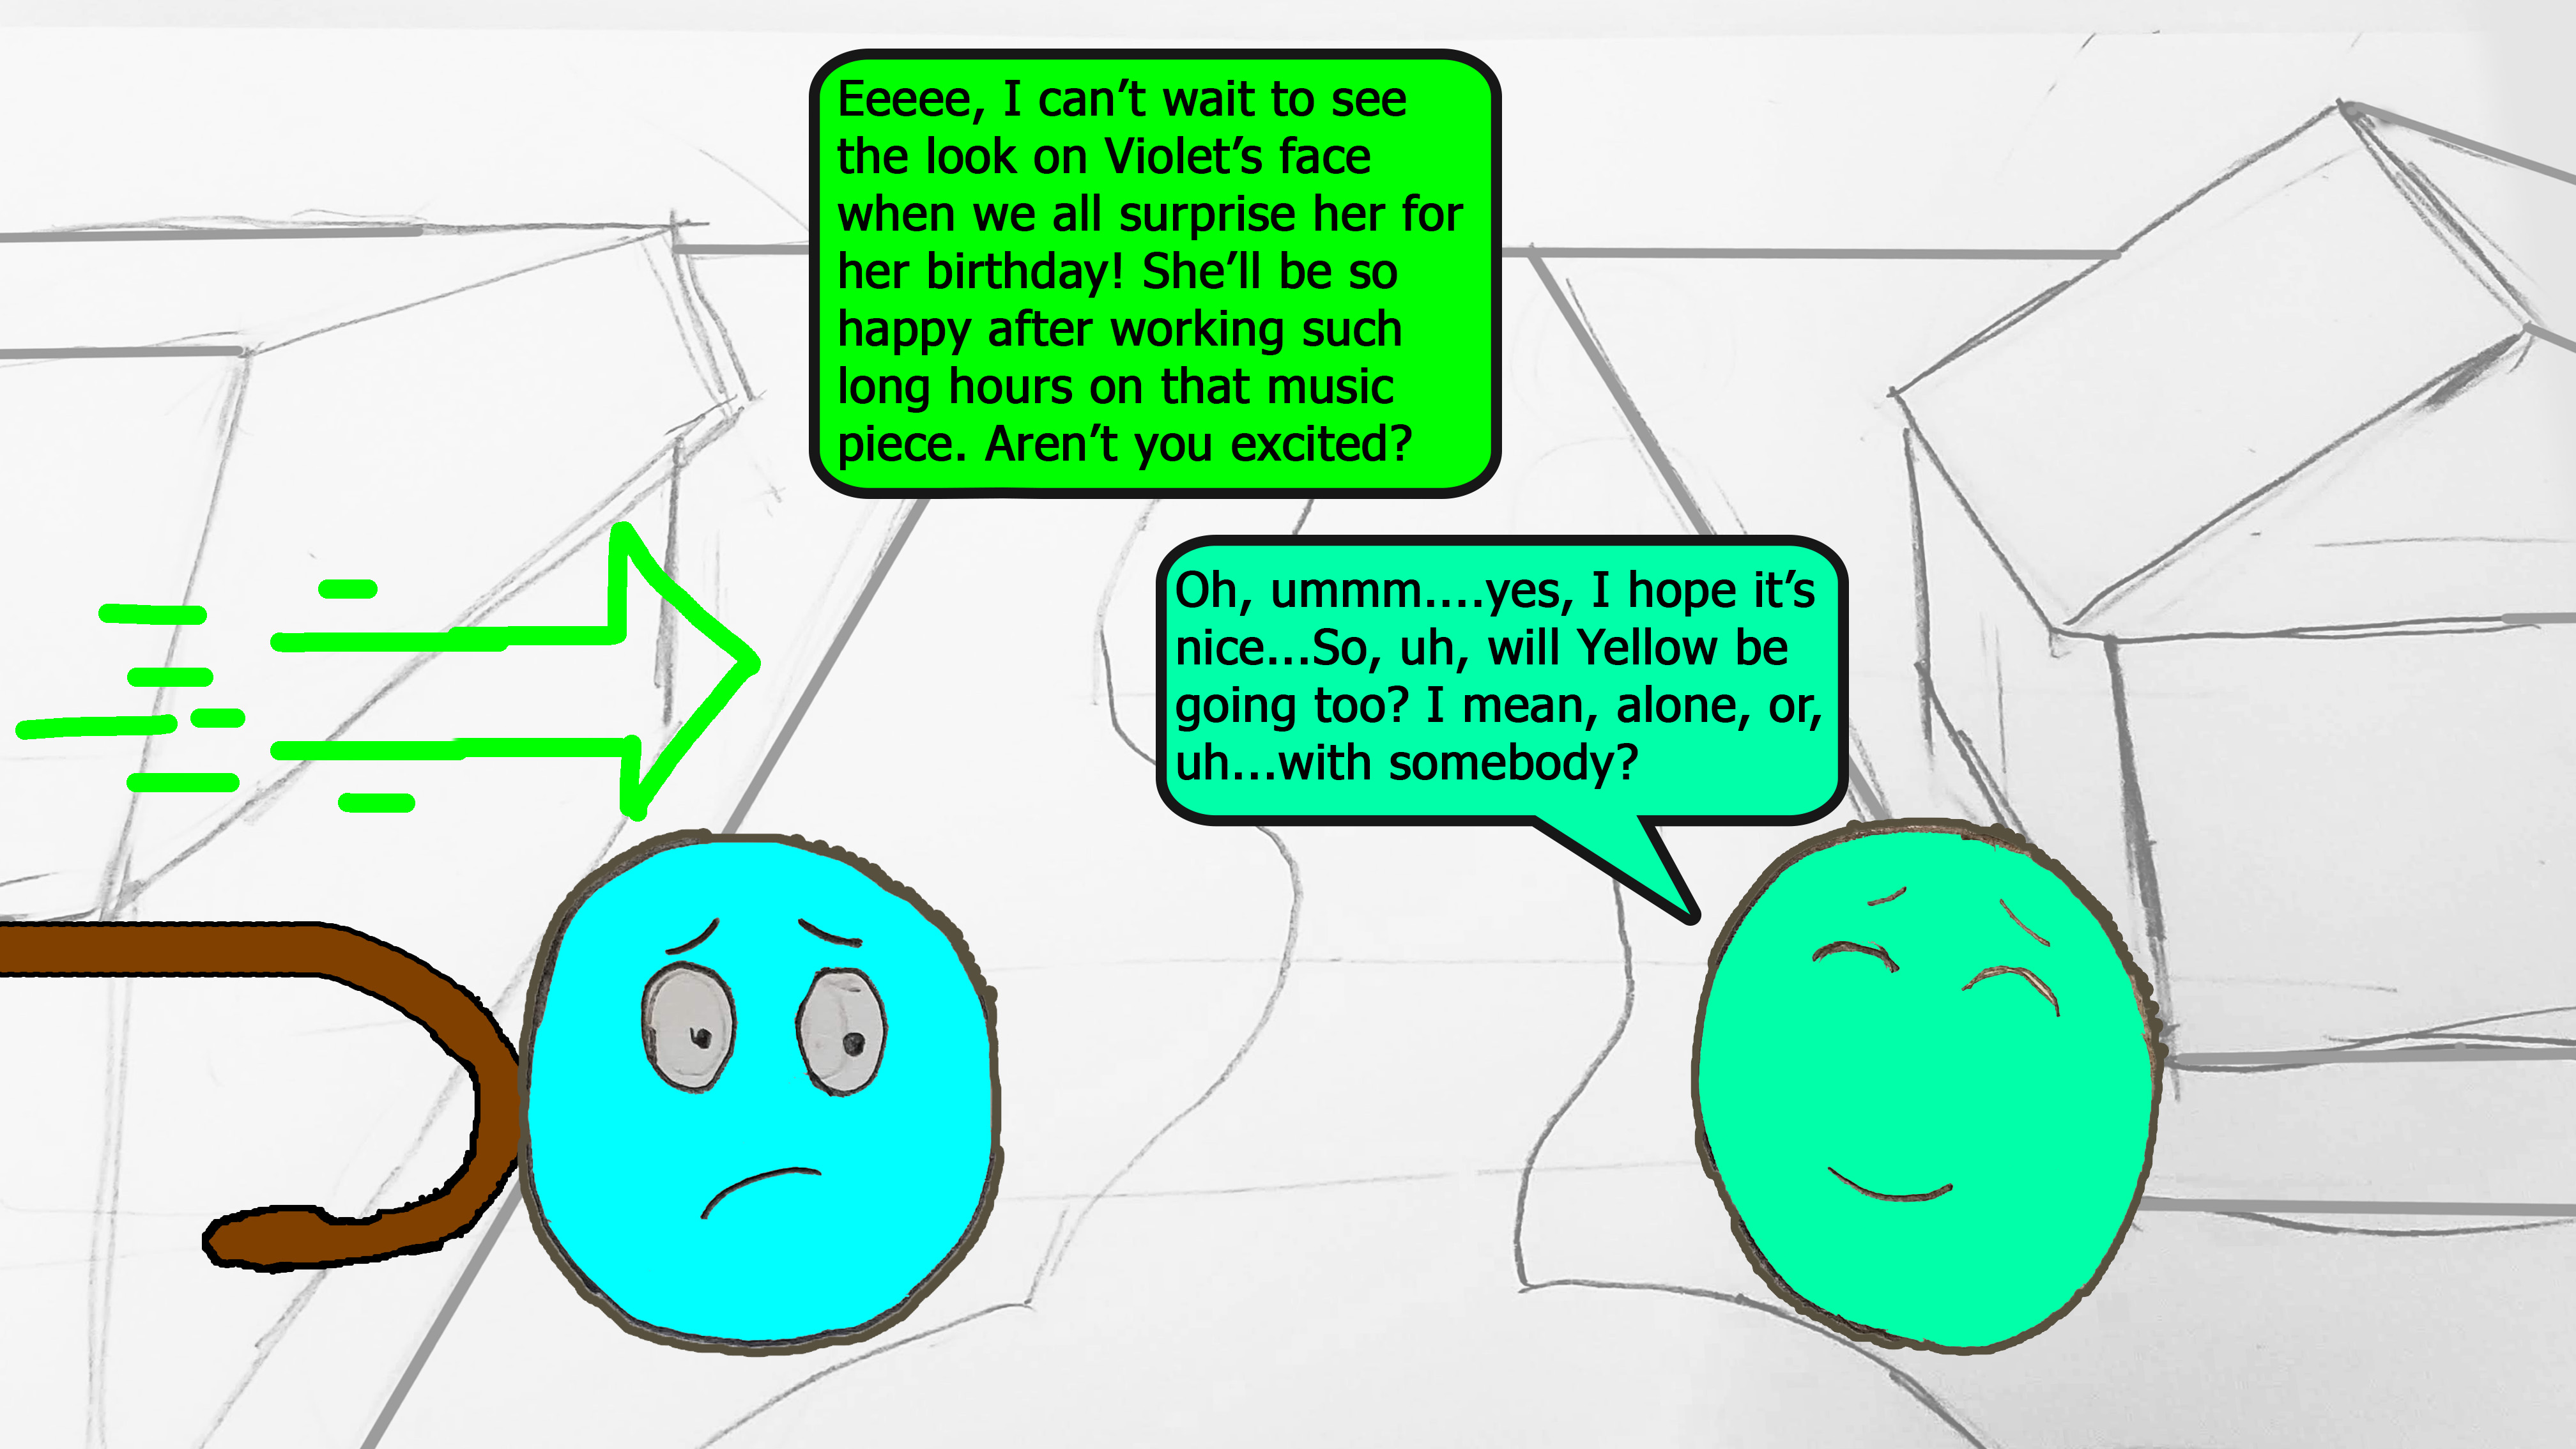 Eeeee, I can’t wait to see
the look on Violet’s face
when we all surprise her for
her birthday! She’ll be so
happy after working such
long hours on that music
piece. Aren’t you excited?
Oh, ummm....yes, I hope it’s
nice...So, uh, will Yellow be
going too? I mean, alone, or,
uh...with somebody?